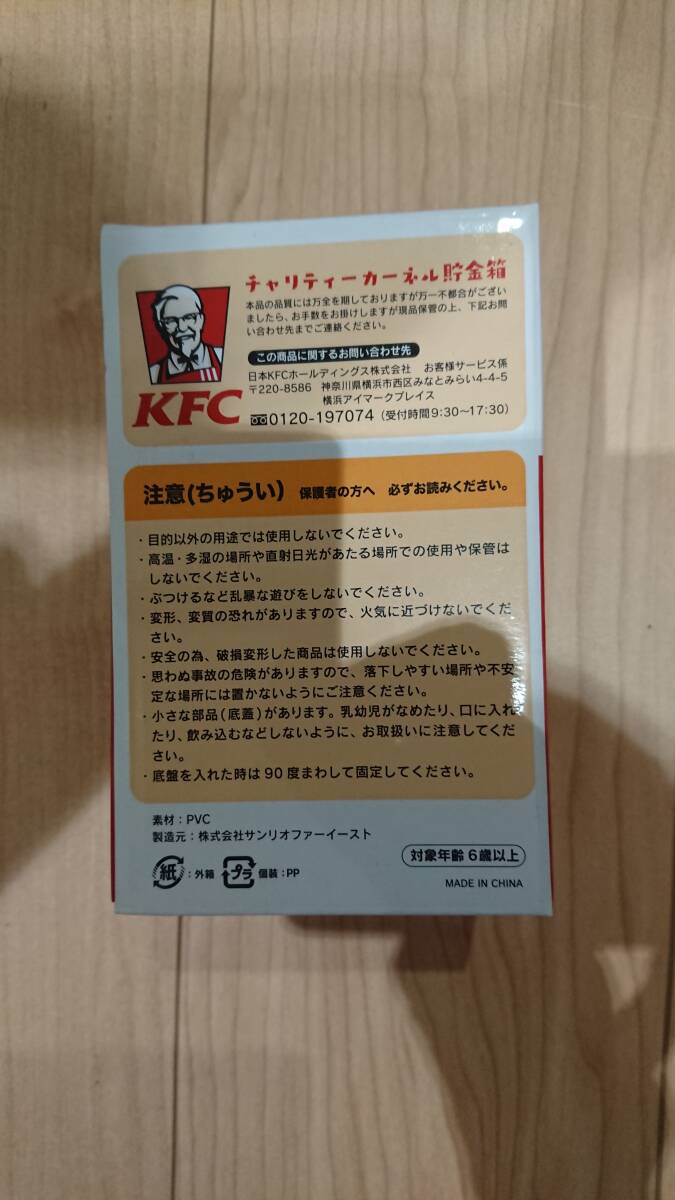 チャリティーカーネル貯金箱
本品の品質には万全を期しておりますが万一不都合がござい
ましたら、お手数をお掛けしますが現品保管の上、下記お問
い合わせ先までご連絡ください。
この商品に関するお問い合わせ先
日本KFCホールディングス株式会社 お客様サービス係
〒220-8586 神奈川県横浜市西区みなとみらい4-4-5
横浜アイマークプレイス
0120-197074（受付時間9:30〜17:30）
KFC
注意(ちゅうい) 保護者の方へ 必ずお読みください。
・目的以外の用途では使用しないでください。
・高温・多湿の場所や直射日光があたる場所での使用や保管は
しないでください。
・ぶつけるなど乱暴な遊びをしないでください。
・変形、変質の恐れがありますので、火気に近づけないでくだ
さい。
・安全の為、破損変形した商品は使用しないでください。
・思わぬ事故の危険がありますので、落下しやすい場所や不安
定な場所には置かないようにご注意ください。
・小さな部品(底蓋)があります。乳幼児がなめたり、口に入れ
たり、飲み込むなどしないように、お取扱いに注意してくだ
さい。
・底盤を入れた時は90度まわして固定してください。
素材：PVC
製造元：株式会社サンリオファーイースト
対象年齢6歳以上
紙：外箱 プラ 個装：PP
MADE IN CHINA